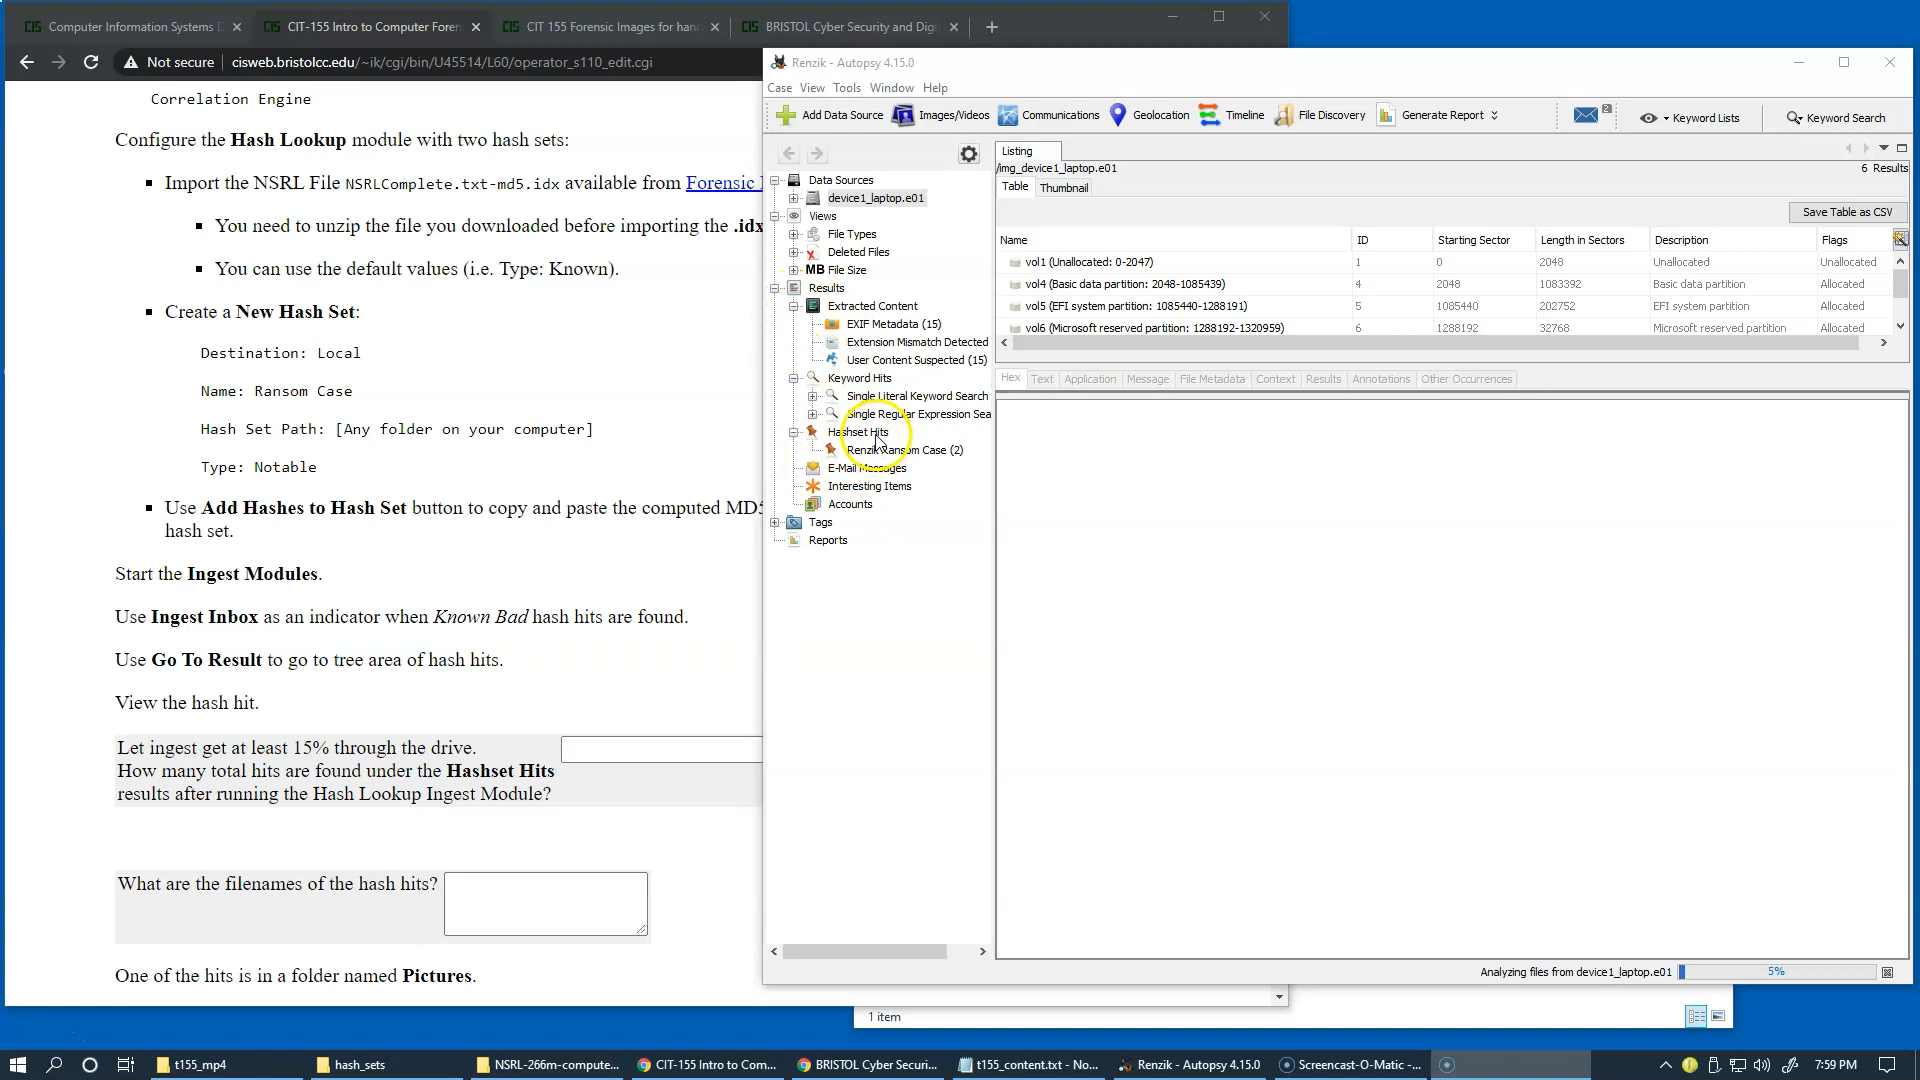 Computer Information Systems D
CIT-155 Intro to Computer Foren
CIT 155 Forensic Images for hand
BRISTOL Cyber Security and Digit
Not secure
cisweb.bristolcc.edu/~ik/cgi/bin/U45514/L60/operator_s110_edit.cgi
Correlation Engine
Configure the Hash Lookup module with two hash sets:
Import the NSRL File NSRLComplete.txt-md5.idx available from Forensic
You need to unzip the file you downloaded before importing the .idx
You can use the default values (i.e. Type: Known).
Create a New Hash Set:
Destination: Local
Name: Ransom Case
Hash Set Path: [Any folder on your computer]
Type: Notable
Use Add Hashes to Hash Set button to copy and paste the computed MD5
hash set.
Start the Ingest Modules.
Use Ingest Inbox as an indicator when Known Bad hash hits are found.
Use Go To Result to go to tree area of hash hits.
View the hash hit.
Let ingest get at least 15% through the drive.
How many total hits are found under the Hashset Hits
results after running the Hash Lookup Ingest Module?
What are the filenames of the hash hits?
One of the hits is in a folder named Pictures.
Renzik - Autopsy 4.15.0
Case View Tools Window Help
Add Data Source Images/Videos Communications Geolocation Timeline File Discovery Generate Report 2 Keyword Lists Keyword Search
Data Sources
device1_laptop.e01
Views
File Types
Deleted Files
MB File Size
Results
Extracted Content
EXIF Metadata (15)
Extension Mismatch Detected
User Content Suspected (15)
Keyword Hits
Single Literal Keyword Search
Single Regular Expression Sea
Hashset Hits
Renzik Ransom Case (2)
E-Mail Messages
Interesting Items
Accounts
Tags
Reports
Listing
/img_device1_laptop.e01 6 Results
Table Thumbnail
Save Table as CSV
Name ID Starting Sector Length in Sectors Description Flags
vol1 (Unallocated: 0-2047) 1 0 2048 Unallocated Unallocated
vol4 (Basic data partition: 2048-1085439) 4 2048 1083392 Basic data partition Allocated
vol5 (EFI system partition: 1085440-1288191) 5 1085440 202752 EFI system partition Allocated
vol6 (Microsoft reserved partition: 1288192-1320959) 6 1288192 32768 Microsoft reserved partition Allocated
Hex Text Application Message File Metadata Context Results Annotations Other Occurrences
Analyzing files from device1_laptop.e01 5%
1 item
t155_mp4
hash_sets
NSRL-266m-compute...
CIT-155 Intro to Com...
BRISTOL Cyber Securi...
t155_content.txt - No...
Renzik - Autopsy 4.15.0
Screencast-O-Matic -...
7:59 PM